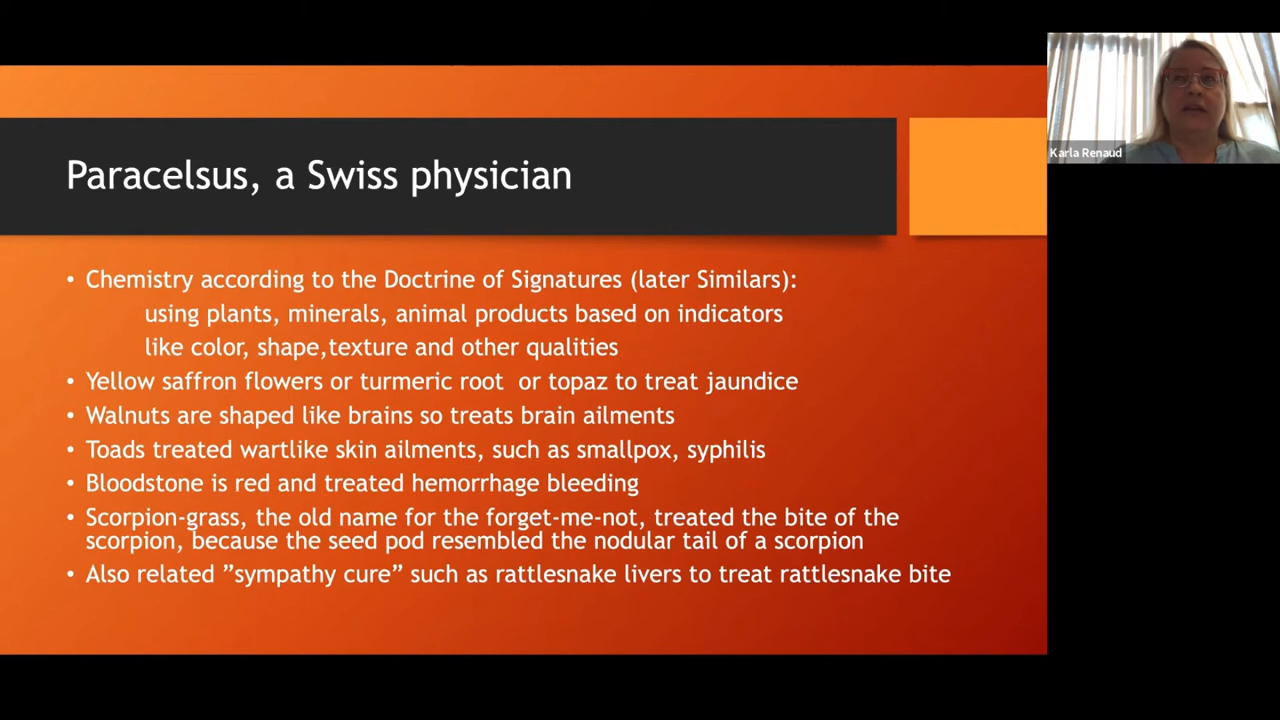 Paracelsus, a Swiss physician
Karla Renaud
• Chemistry according to the Doctrine of Signatures (later Similars):
using plants, minerals, animal products based on indicators
like color, shape,texture and other qualities
• Yellow saffron flowers or turmeric root  or topaz to treat jaundice
• Walnuts are shaped like brains so treats brain ailments
• Toads treated wartlike skin ailments, such as smallpox, syphilis
• Bloodstone is red and treated hemorrhage bleeding
• Scorpion-grass, the old name for the forget-me-not, treated the bite of the
scorpion, because the seed pod resembled the nodular tail of a scorpion
• Also related ”sympathy cure” such as rattlesnake livers to treat rattlesnake bite